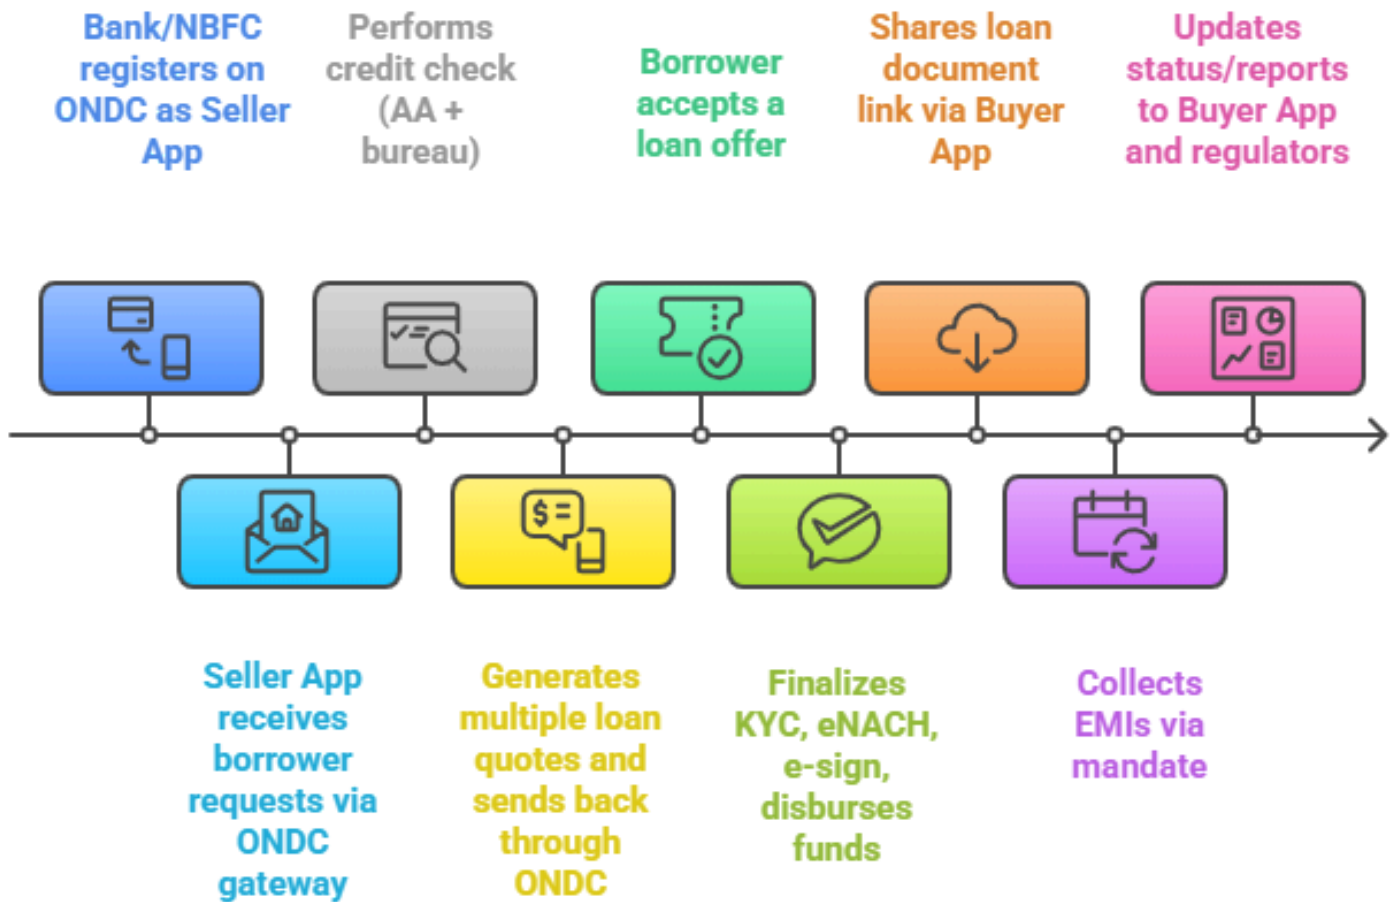 Bank/NBFC
registers on
ONDC as Seller
App
Performs
credit check
(AA +
bureau)
Borrower
accepts a
loan offer
Shares loan
document
link via Buyer
App
Updates
status/reports
to Buyer App
and regulators
$ =
Seller App
receives
borrower
requests via
ONDC
gateway
Generates
multiple loan
quotes and
sends back
through
ONDC
Finalizes
KYC, eNACH,
e-sign,
disburses
funds
Collects
EMIs via
mandate